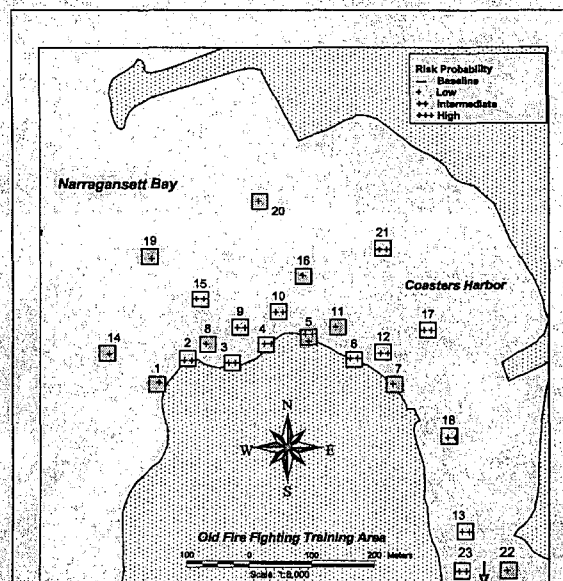 Risk Probability
— Baseline
+ Low
++ Intermediate
+++ High
Narragansett Bay
20
21
19
16
Coasters Harbor
15
10
9
11
17
14
2
8
3
4
5
6
12
1
7
N
W E
S
18
Old Fire Fighting Training Area
13
100 0 100 200 Meters
23
22